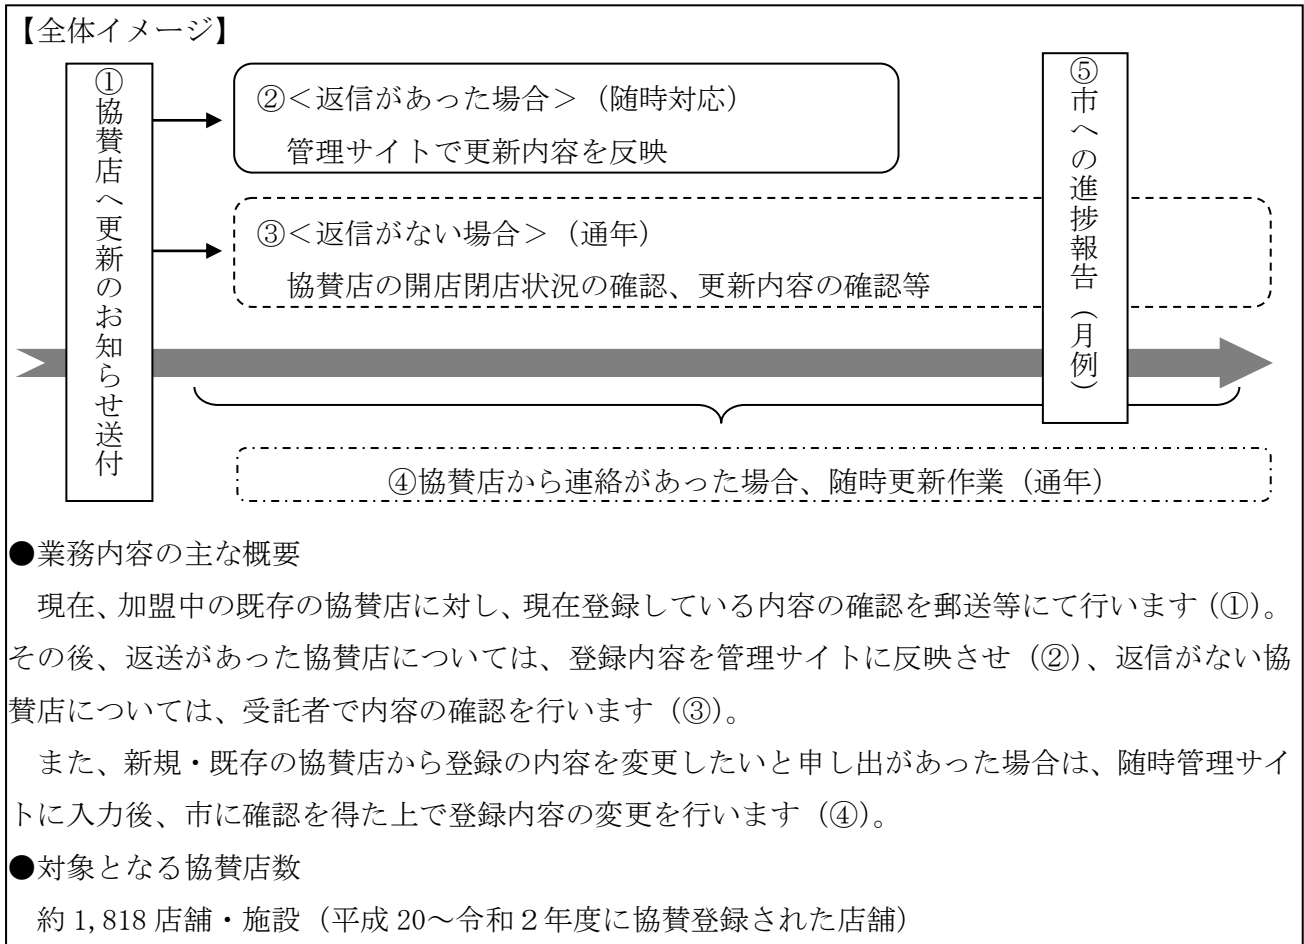 【全体イメージ】
①協賛店へ更新のお知らせ送付
②＜返信があった場合＞（随時対応）
管理サイトで更新内容を反映
③＜返信がない場合＞（通年）
協賛店の開店閉店状況の確認、更新内容の確認等
⑤市への進捗報告（月例）
④協賛店から連絡があった場合、随時更新作業（通年）
●業務内容の主な概要
現在、加盟中の既存の協賛店に対し、現在登録している内容の確認を郵送等にて行います（①）。
その後、返送があった協賛店については、登録内容を管理サイトに反映させ（②）、返信がない協
賛店については、受託者で内容の確認を行います（③）。
また、新規・既存の協賛店から登録の内容を変更したいと申し出があった場合は、随時管理サイ
トに入力後、市に確認を得た上で登録内容の変更を行います（④）。
●対象となる協賛店数
約 1,818 店舗・施設（平成 20～令和２年度に協賛登録された店舗）